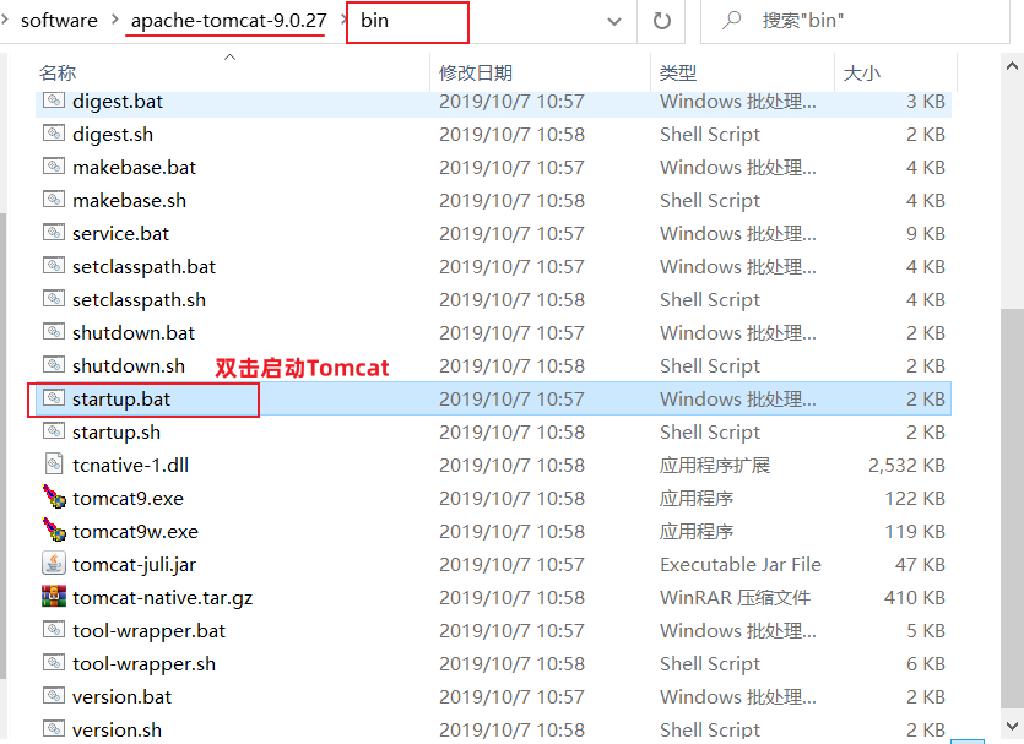 software > apache-tomcat-9.0.27 > bin 搜索"bin"
名称 修改日期 类型 大小
digest.bat 2019/10/7 10:57 Windows 批处理... 3 KB
digest.sh 2019/10/7 10:58 Shell Script 2 KB
makebase.bat 2019/10/7 10:57 Windows 批处理... 4 KB
makebase.sh 2019/10/7 10:58 Shell Script 4 KB
service.bat 2019/10/7 10:57 Windows 批处理... 9 KB
setclasspath.bat 2019/10/7 10:57 Windows 批处理... 4 KB
setclasspath.sh 2019/10/7 10:58 Shell Script 4 KB
shutdown.bat 2019/10/7 10:57 Windows 批处理... 2 KB
shutdown.sh 双击启动Tomcat 2019/10/7 10:58 Shell Script 2 KB
startup.bat 2019/10/7 10:57 Windows 批处理... 2 KB
startup.sh 2019/10/7 10:58 Shell Script 2 KB
tcnative-1.dll 2019/10/7 10:58 应用程序扩展 2,532 KB
tomcat9.exe 2019/10/7 10:58 应用程序 122 KB
tomcat9w.exe 2019/10/7 10:58 应用程序 119 KB
tomcat-juli.jar 2019/10/7 10:57 Executable Jar File 47 KB
tomcat-native.tar.gz 2019/10/7 10:58 WinRAR 压缩文件 410 KB
tool-wrapper.bat 2019/10/7 10:57 Windows 批处理... 5 KB
tool-wrapper.sh 2019/10/7 10:58 Shell Script 6 KB
version.bat 2019/10/7 10:57 Windows 批处理... 2 KB
version.sh 2019/10/7 10:58 Shell Script 2 KB